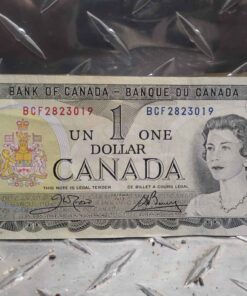 BANK OF CANADA - BANQUE DU CANADA
BCF2823019 BCF2823019
UN 1 ONE
DOLLAR
CANADA
THIS NOTE IS LEGAL TENDER CE BILLET A COURS LÉGAL